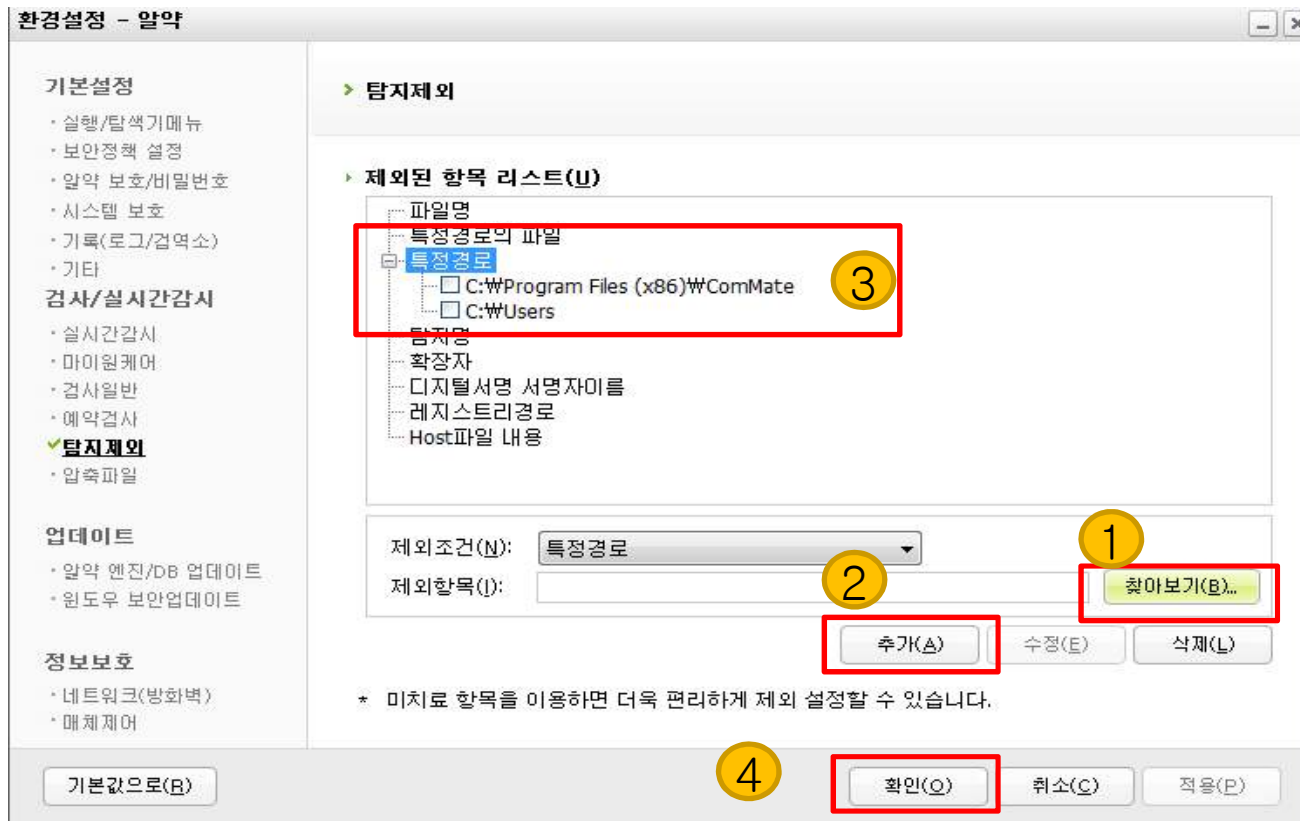 환경설정 - 알약
기본설정
· 실행/탐색기메뉴
· 보안정책 설정
· 알약 보호/비밀번호
· 시스템 보호
· 기록(로그/검역소)
· 기타
검사/실시간감시
· 실시간감시
· 마이원케어
· 검사일반
· 예약검사
탐지제외
· 압축파일
업데이트
· 알약 엔진/DB 업데이트
· 윈도우 보안업데이트
정보보호
· 네트워크(방화벽)
· 매체제어
탐지제외
제외된 항목 리스트(U)
파일명
특정경로의 파일
특정경로
C:\Program Files (x86)\ComMate
C:\Users
3
탐지명
확장자
디지털서명 서명자이름
레지스트리경로
Host파일 내용
제외조건(N): 특정경로
1
제외항목(I): 찾아보기(B)...
2
추가(A) 수정(E) 삭제(L)
* 미치료 항목을 이용하면 더욱 편리하게 제외 설정할 수 있습니다.
기본값으로(R) 4 확인(O) 취소(C) 적용(P)